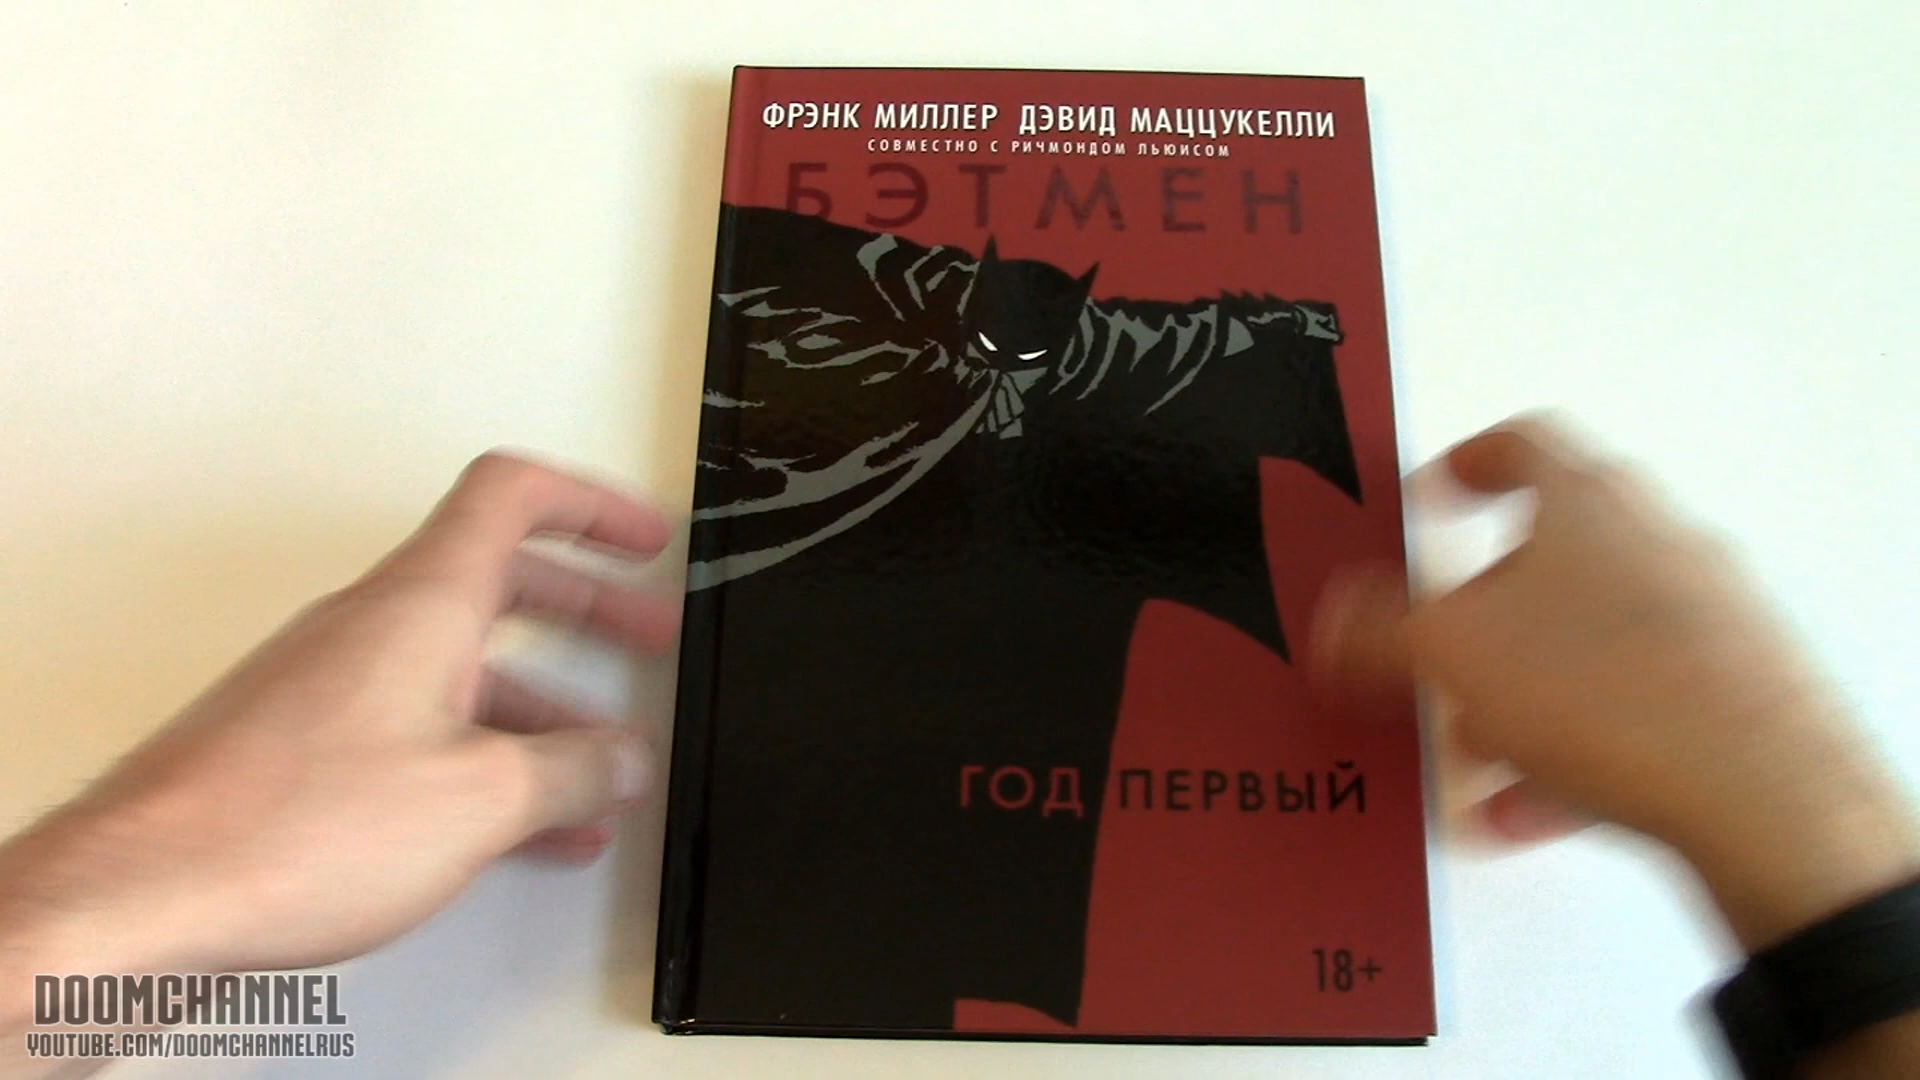 ФРЭНК МИЛЛЕР ДЭВИД МАЦЦУКЕЛЛИ
СОВМЕСТНО С РИЧМОНДОМ ЛЬЮИСОМ
БЭТМЕН
ГОД ПЕРВЫЙ
18+
DOOMCHANNEL
YOUTUBE.COM/DOOMCHANNELRUS